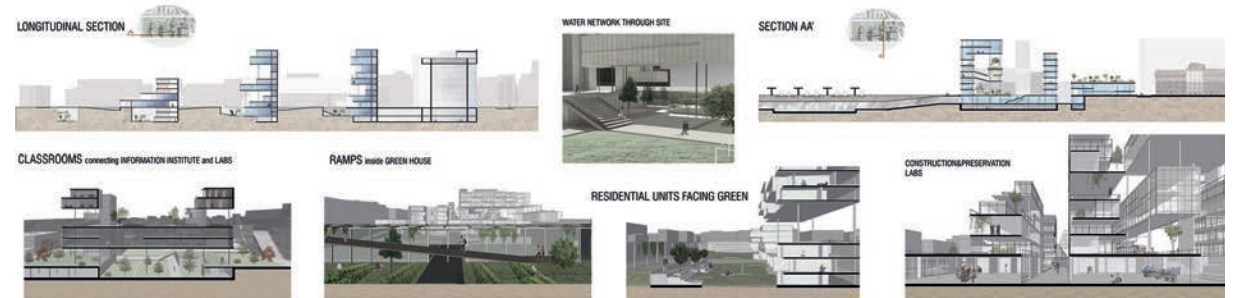 LONGITUDINAL SECTION
WATER NETWORK THROUGH SITE
SECTION AA'
CLASSROOMS connecting INFORMATION INSTITUTE and LABS
RAMPS inside GREEN HOUSE
RESIDENTIAL UNITS FACING GREEN
CONSTRUCTION&PRESERVATION
LABS